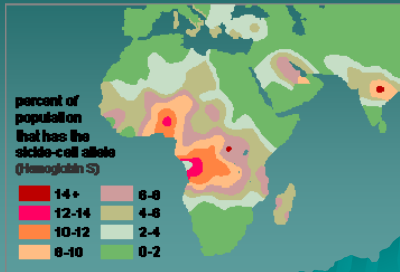 percent of
population
that has the
sickle-cell allele
(Hemoglobin S)
14+ 6-8
12-14 4-6
10-12 2-4
8-10 0-2